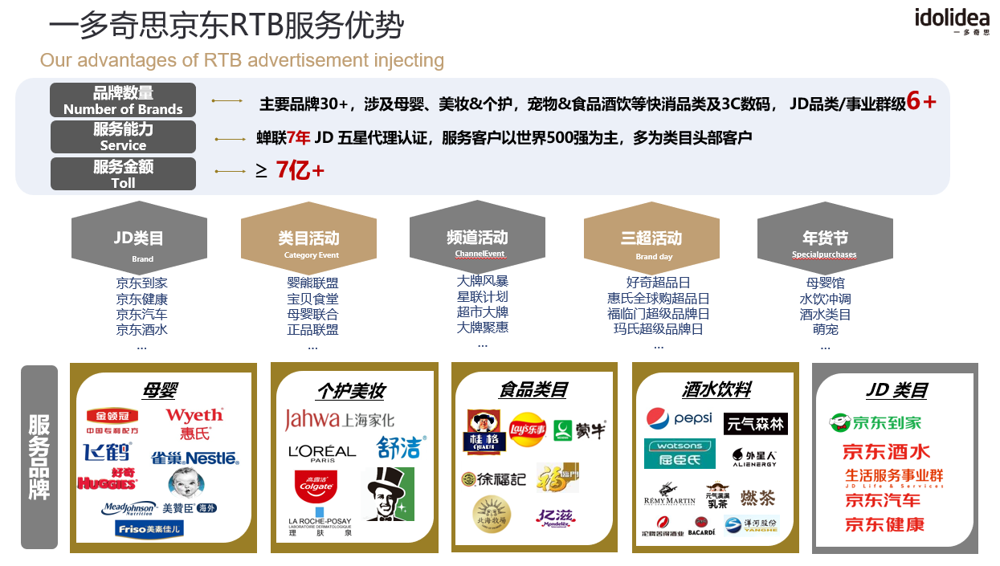 一多奇思京东RTB服务优势
idolidea
一多奇思
Our advantages of RTB advertisement injecting
品牌数量
Number of Brands
主要品牌30+，涉及母婴、美妆&个护，宠物&食品酒饮等快消品类及3C数码， JD品类/事业群级6+
服务能力
Service
蝉联7年 JD 五星代理认证，服务客户以世界500强为主，多为类目头部客户
服务金额
Toll
≥ 7亿+
JD类目
Brand
京东到家
京东健康
京东汽车
京东酒水
...
类目活动
Category Event
婴能联盟
宝贝食堂
母婴联合
正品联盟
...
频道活动
ChannelEvent
大牌风暴
星联计划
超市大牌
大牌聚惠
...
三超活动
Brand day
好奇超品日
惠氏全球购超品日
福临门超级品牌日
玛氏超级品牌日
...
年货节
Specialpurchases
母婴馆
水饮冲调
酒水类目
萌宠
...
服务品牌
母婴
金领冠
中国专利配方
Wyeth
惠氏
飞鹤
雀巢 Nestlé
好奇
HUGGIES
MeadJohnson
Nutrition
美赞臣 海外
Friso 美素佳儿
个护美妆
Jahwa 上海家化
L'ORÉAL
PARIS
舒洁
高露洁
Colgate
LA ROCHE-POSAY
LABORATOIRE DERMATOLOGIQUE
理肤泉
食品类目
桂格
QUAKER
Lay's乐事
蒙牛
徐福記
福臨門
北海牧場
亿滋
Mondelēz
酒水饮料
pepsi
元气森林
watsons
屈臣氏
外星人
ALIENERGY
RÉMY MARTIN
元气满满
乳茶
燃茶
沱牌舍得酒业
BACARDÍ
洋河股份
YANGHE
JD 类目
京东到家
京东酒水
生活服务事业群
JD Life & Services
京东汽车
京东健康